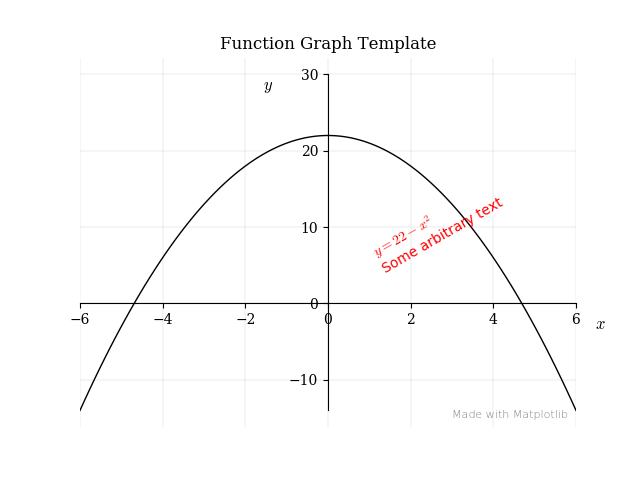 Function Graph Template
y
30
20
10
0
−10
y = 22 − x²
Some arbitrary text
−6 −4 −2 0 2 4 6
x
Made with Matplotlib